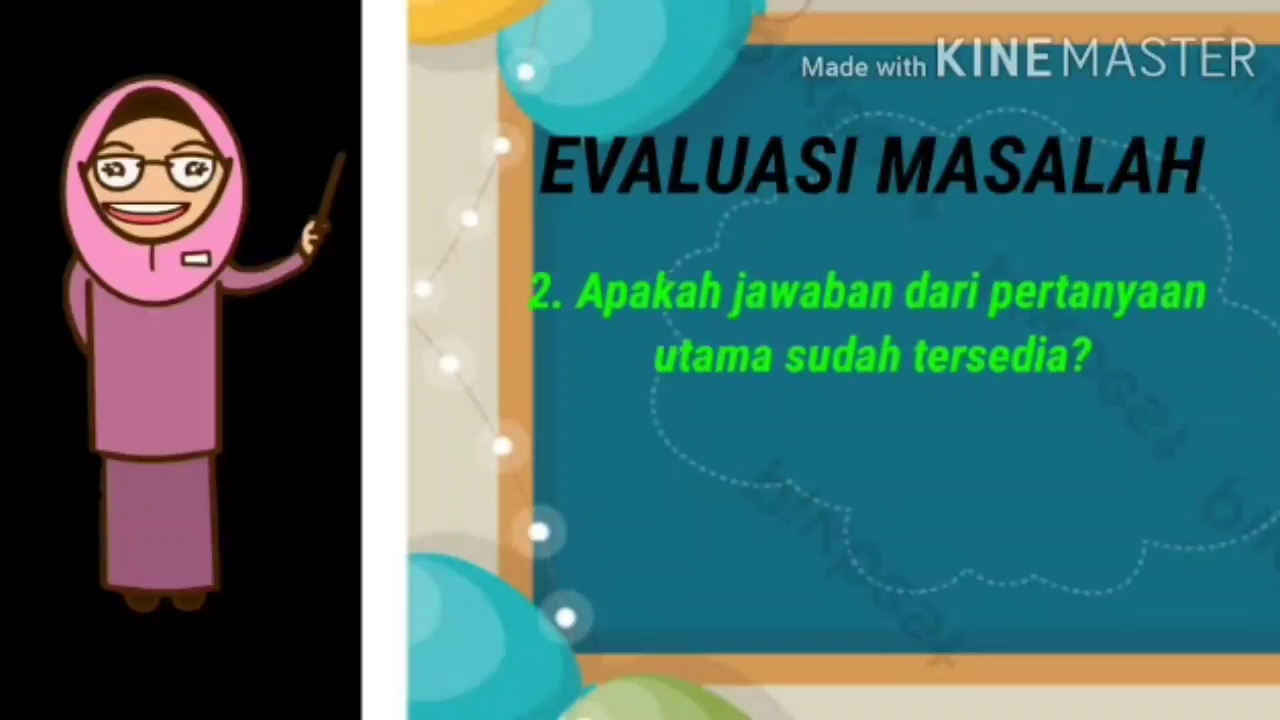 Made with KINEMASTER
EVALUASI MASALAH
2. Apakah jawaban dari pertanyaan
utama sudah tersedia?